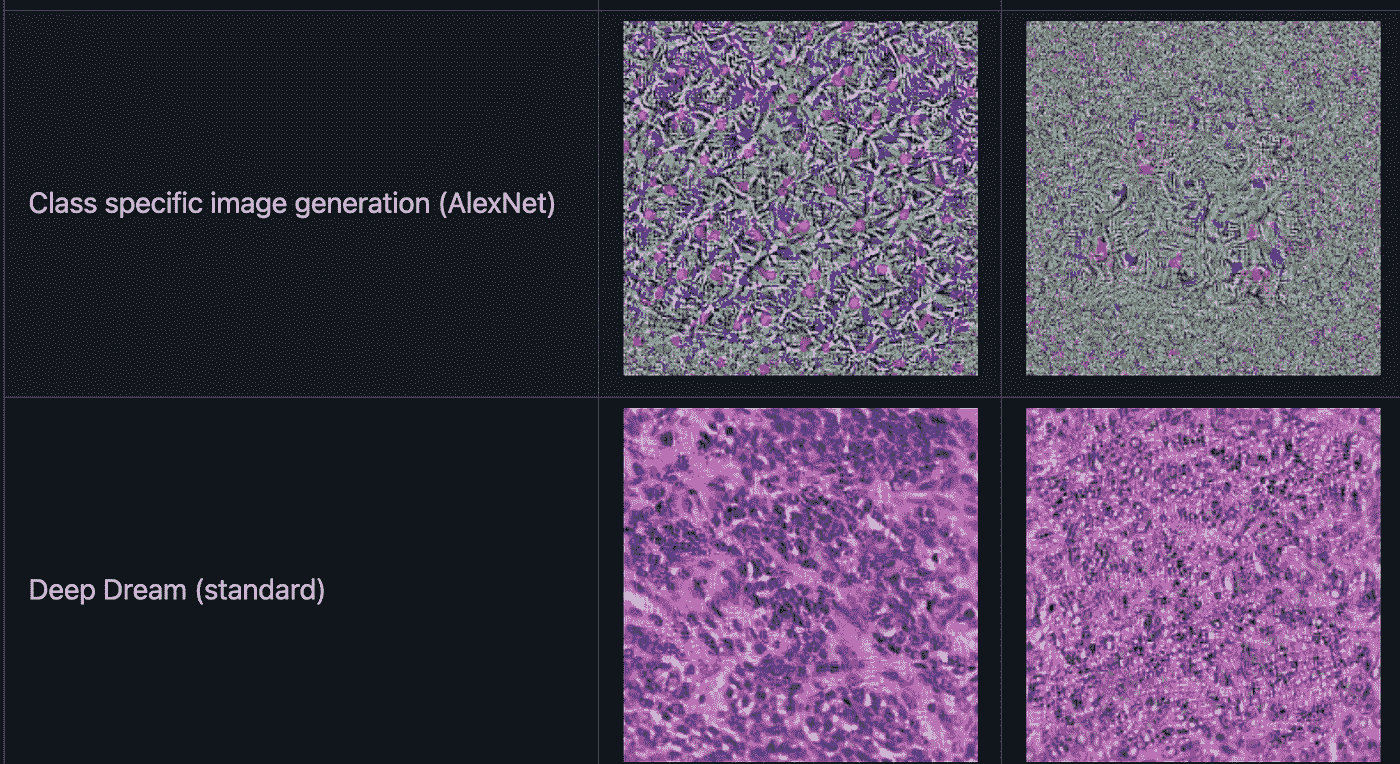 Class specific image generation (AlexNet)
Deep Dream (standard)